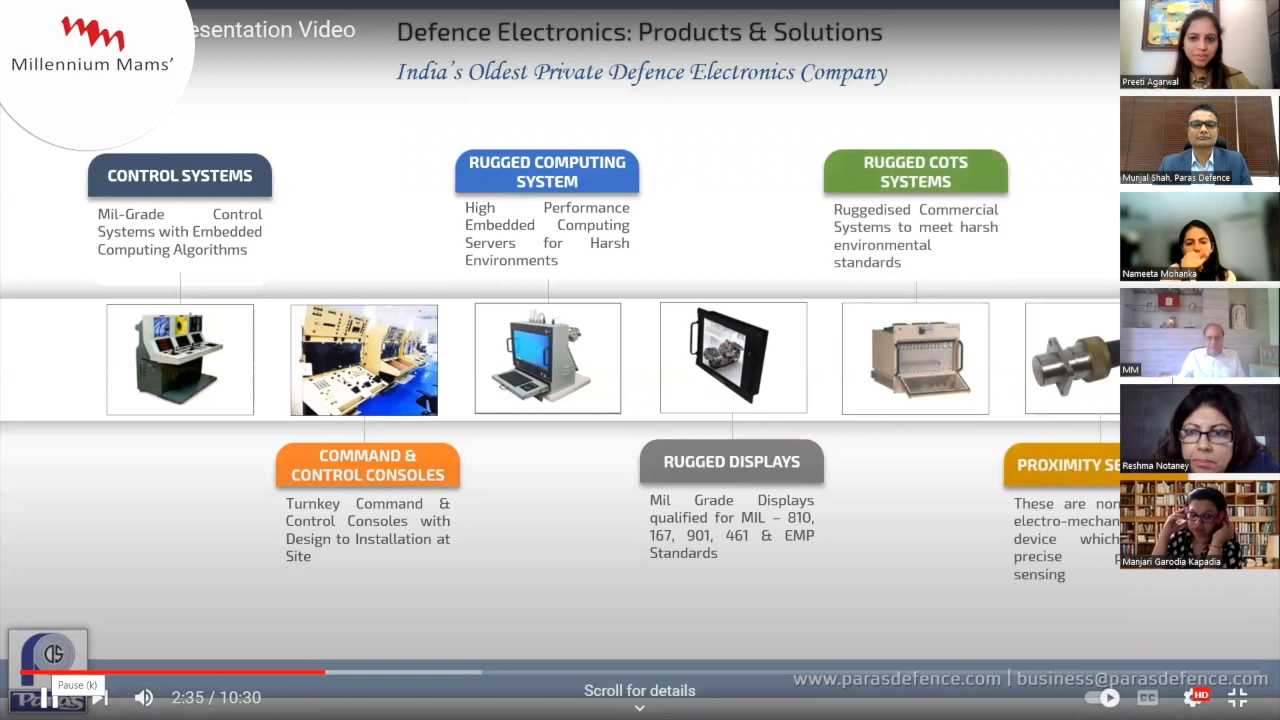 esentation Video
Millennium Mams'
Defence Electronics: Products & Solutions
India's Oldest Private Defence Electronics Company
CONTROL SYSTEMS
Mil-Grade Control
Systems with Embedded
Computing Algorithms
RUGGED COMPUTING
SYSTEM
High Performance
Embedded Computing
Servers for Harsh
Environments
RUGGED COTS
SYSTEMS
Ruggedised Commercial
Systems to meet harsh
environmental
standards
COMMAND &
CONTROL CONSOLES
Turnkey Command &
Control Consoles with
Design to Installation at
Site
RUGGED DISPLAYS
Mil Grade Displays
qualified for MIL – 810,
167, 901, 461 & EMP
Standards
PROXIMITY SE
These are non
electro-mechan
device which
precise p
sensing
Preeti Agarwal
Munjal Shah, Paras Defence
Nameeta Mohanka
MM
Reshma Notaney
Manjari Garodia Kapadia
Paras
Pause (k)
2:35 / 10:30
Scroll for details
www.parasdefence.com | business@parasdefence.com
CC
HD